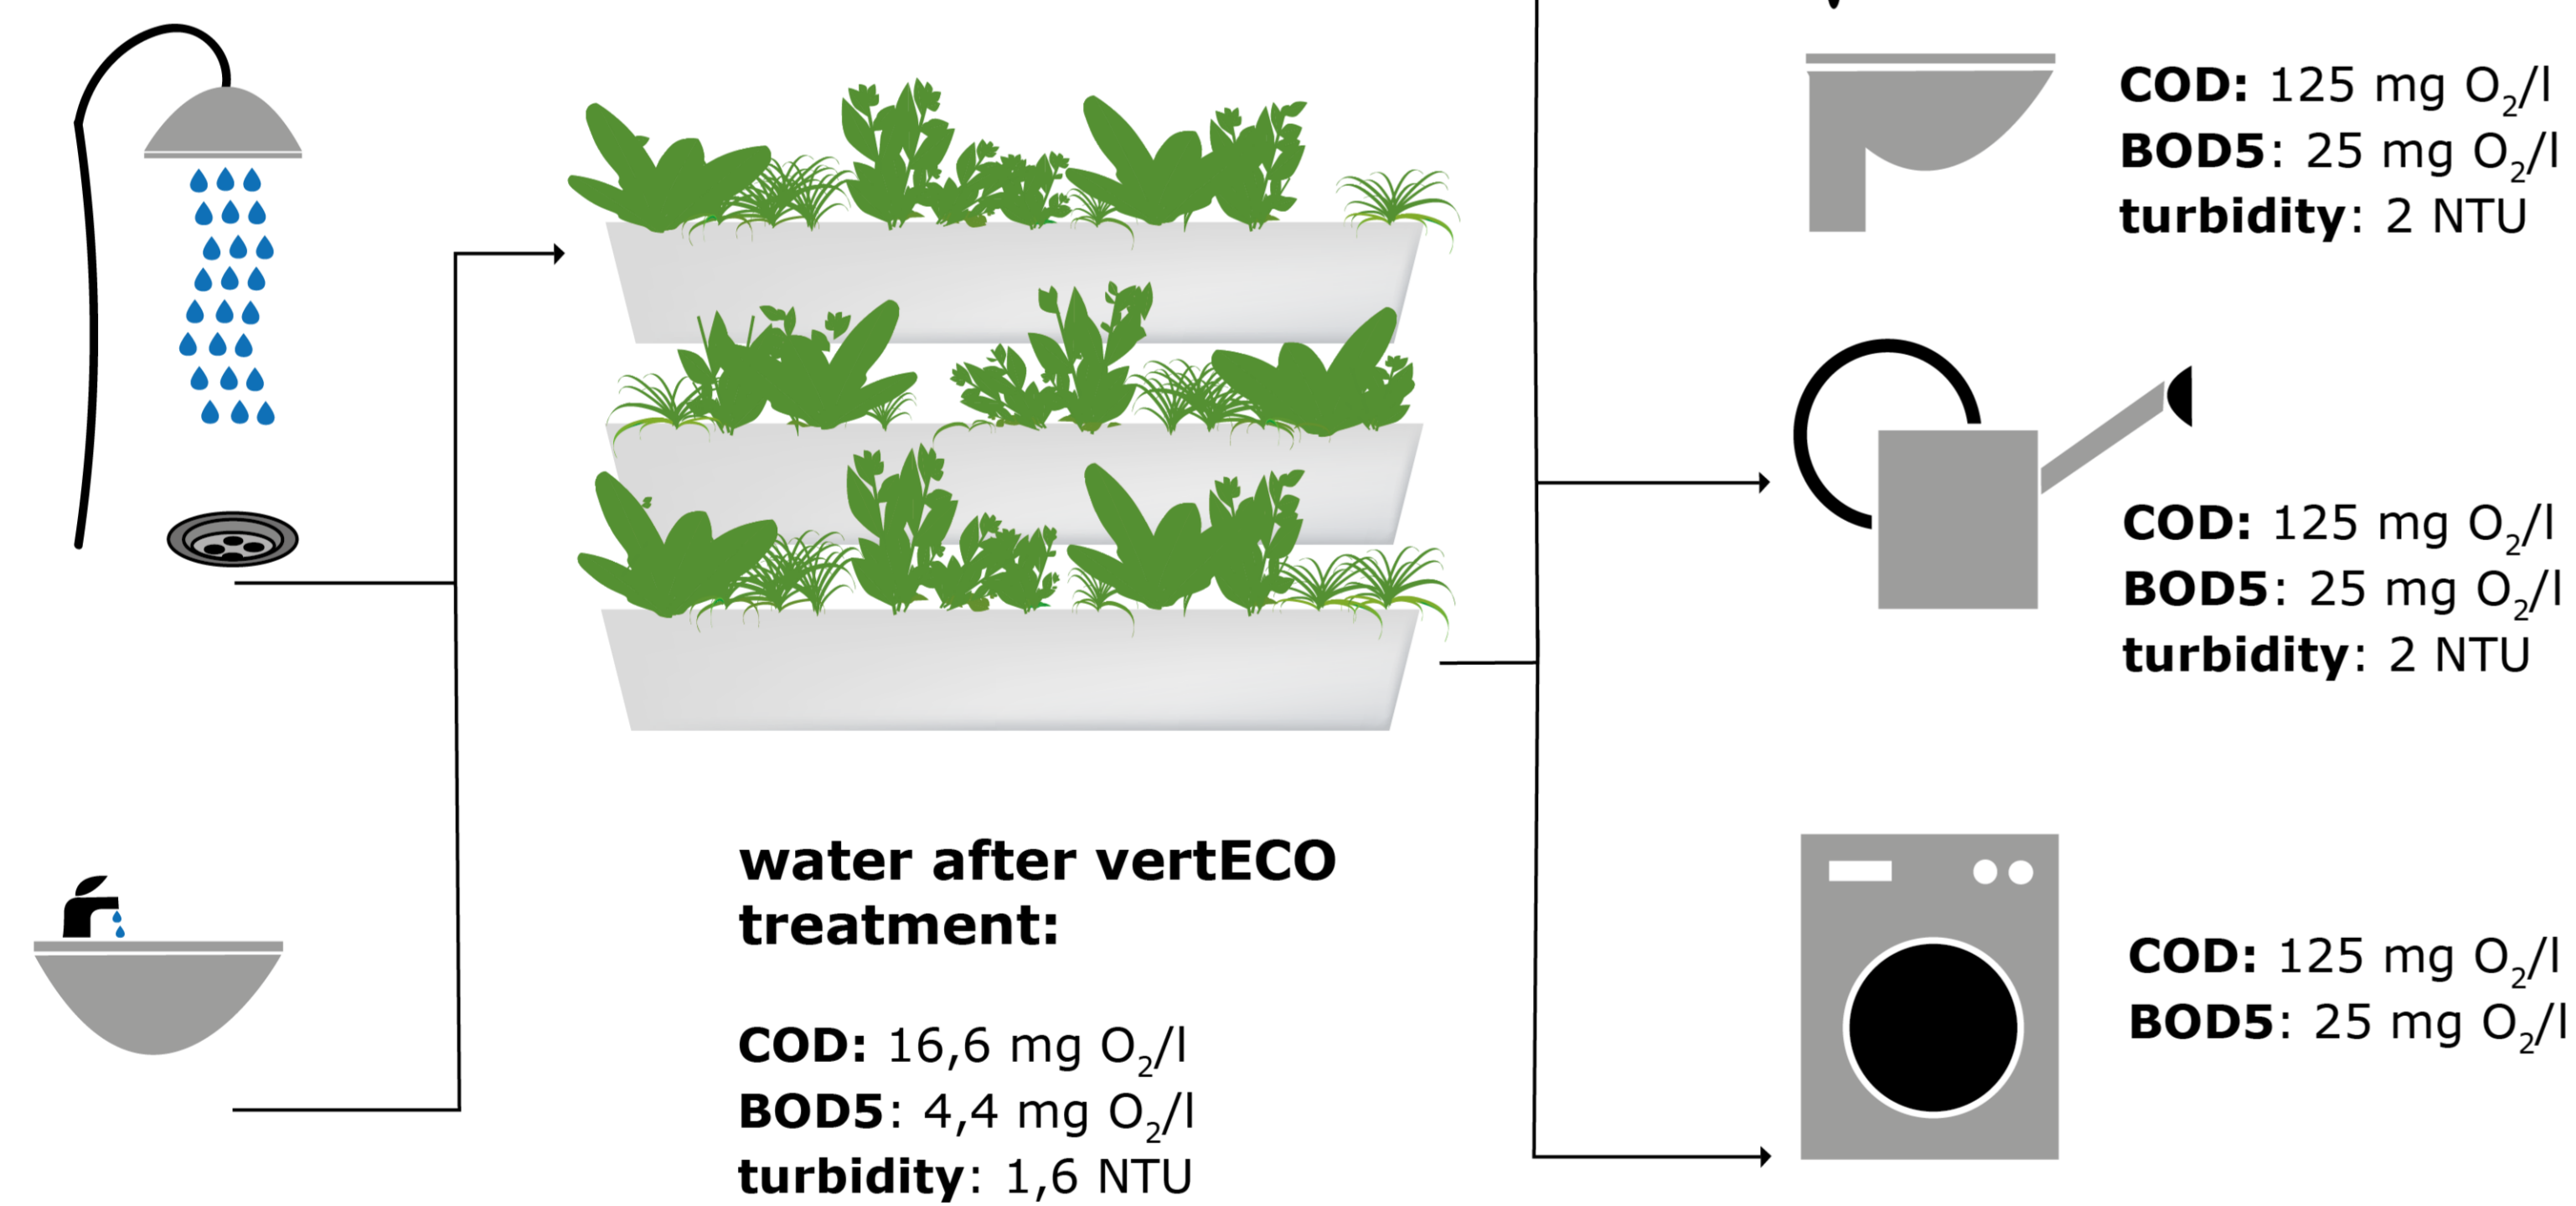 COD: 125 mg O₂/l
BOD5: 25 mg O₂/l
turbidity: 2 NTU
COD: 125 mg O₂/l
BOD5: 25 mg O₂/l
turbidity: 2 NTU
water after vertECO
treatment:
COD: 16,6 mg O₂/l
BOD5: 4,4 mg O₂/l
turbidity: 1,6 NTU
COD: 125 mg O₂/l
BOD5: 25 mg O₂/l